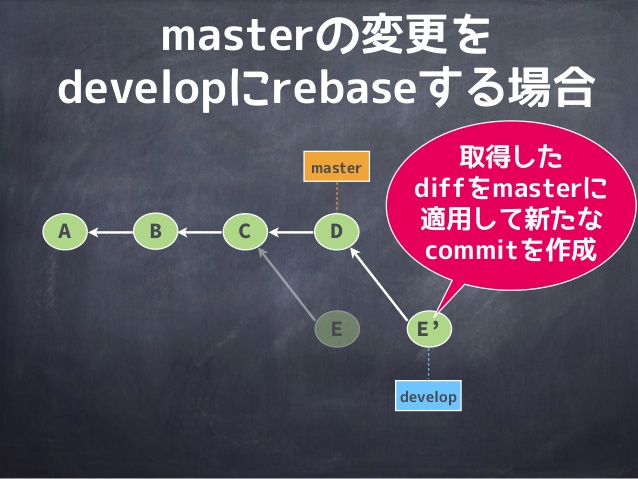 masterの変更を
developにrebaseする場合
master
取得した
diffをmasterに
適用して新たな
commitを作成
A
B
C
D
E
E’
develop